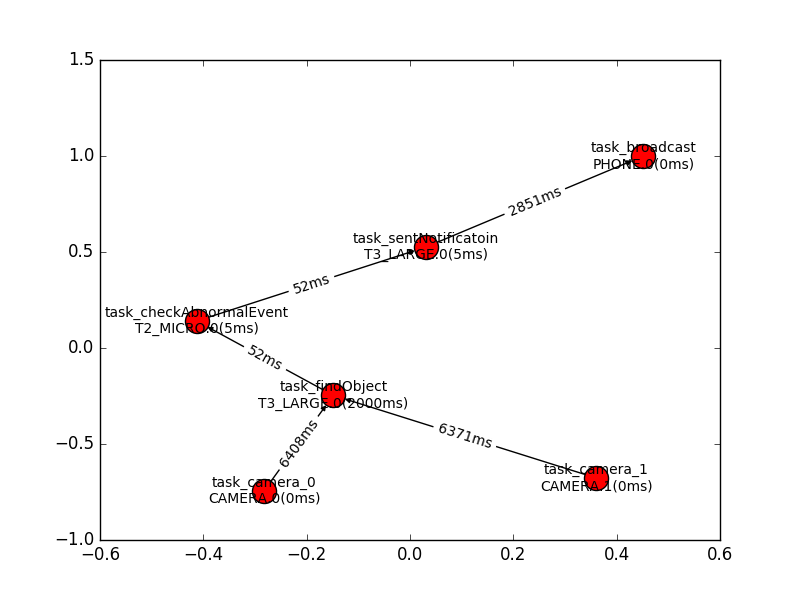 1.5
1.0
0.5
0.0
−0.5
−1.0
−0.6
−0.4
−0.2
0.0
0.2
0.4
0.6
task_broadcast
PHONE.0(0ms)
2851ms
task_sentNotificatoin
T3_LARGE.0(5ms)
52ms
task_checkAbnormalEvent
T2_MICRO.0(5ms)
52ms
task_findObject
T3_LARGE.0(2000ms)
6408ms
6371ms
task_camera_0
CAMERA.0(0ms)
task_camera_1
CAMERA.1(0ms)